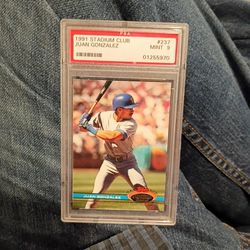 PSA
1991 STADIUM CLUB #237
JUAN GONZALEZ MINT 9
01255970
JUAN GONZALEZ